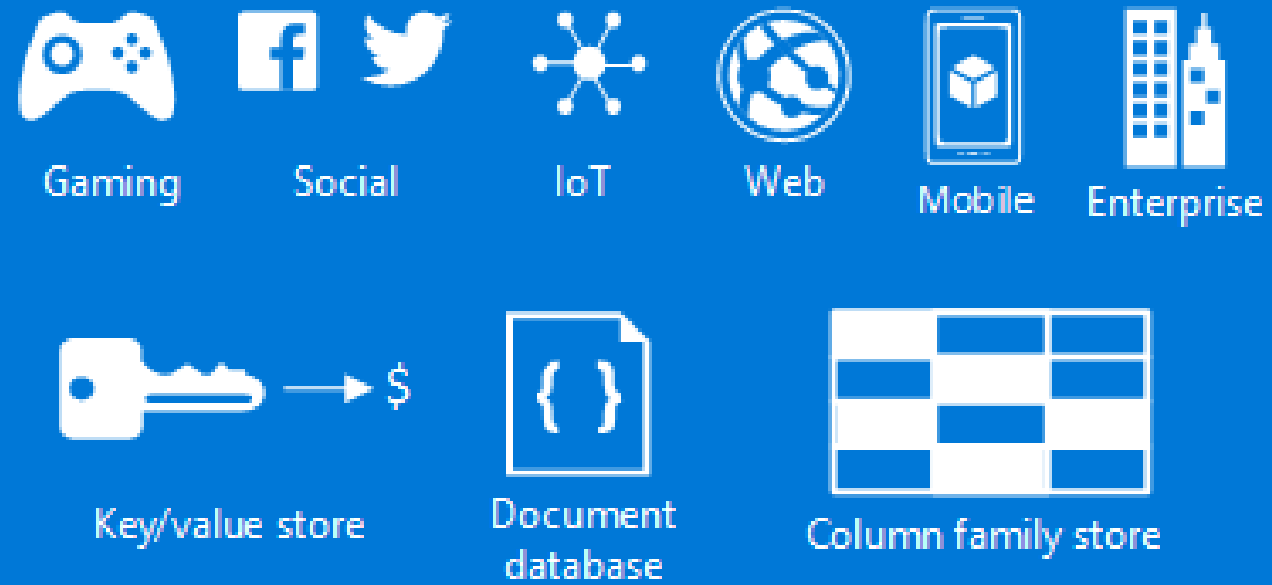 Gaming
Social
IoT
Web
Mobile
Enterprise
$
{ }
Key/value store
Document
database
Column family store